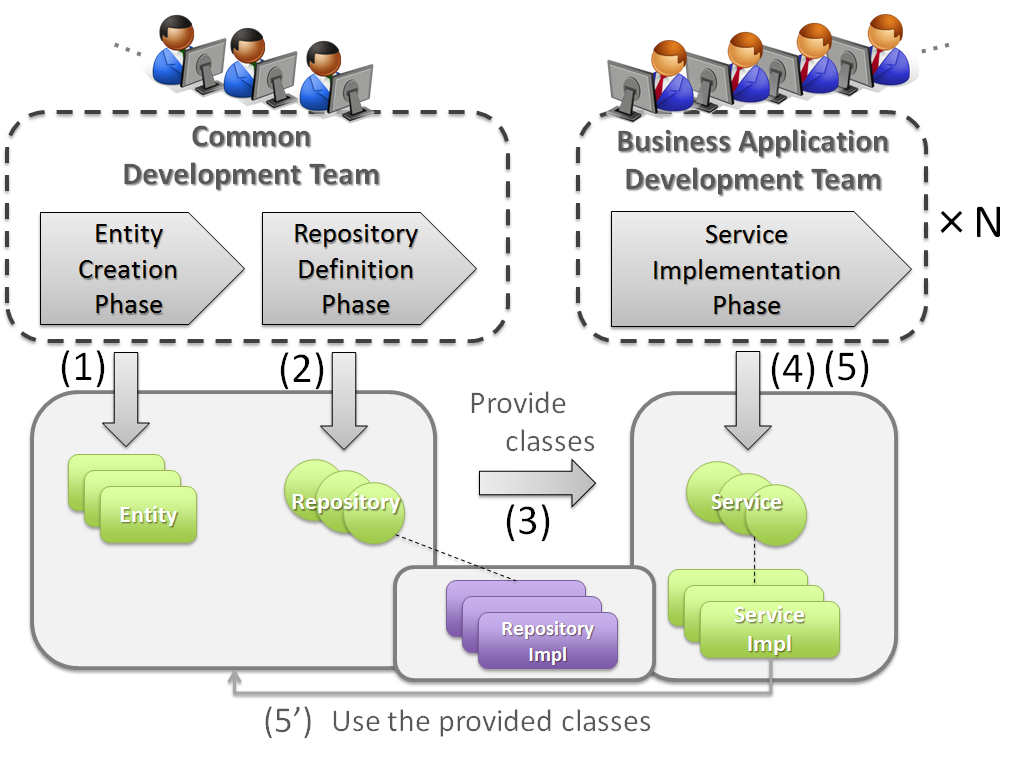 Common
Development Team
Entity
Creation
Phase
Repository
Definition
Phase
Business Application
Development Team
Service
Implementation
Phase
× N
(1)
(2)
(4) (5)
Provide
classes
(3)
Entity
Repository
Service
Repository
Impl
Service
Impl
(5’) Use the provided classes